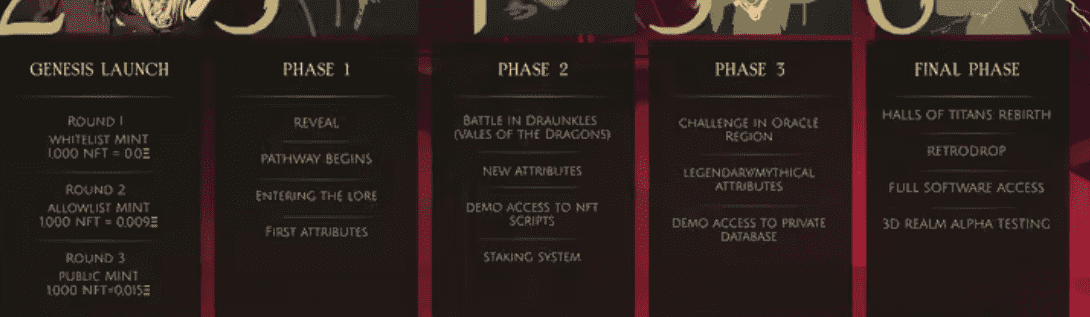 GENESIS LAUNCH
ROUND 1
WHITELIST MINT
1.000 NFT = 0.0Ξ
ROUND 2
ALLOWLIST MINT
1.000 NFT = 0.009Ξ
ROUND 3
PUBLIC MINT
1.000 NFT=0.015Ξ
PHASE 1
REVEAL
PATHWAY BEGINS
ENTERING THE LORE
FIRST ATTRIBUTES
PHASE 2
BATTLE IN DRAUNKLES
(VALES OF THE DRAGONS)
NEW ATTRIBUTES
DEMO ACCESS TO NFT
SCRIPTS
STAKING SYSTEM
PHASE 3
CHALLENGE IN ORACLE
REGION
LEGENDARY/MYTHICAL
ATTRIBUTES
DEMO ACCESS TO PRIVATE
DATABASE
FINAL PHASE
HALLS OF TITANS' REBIRTH
RETRODROP
FULL SOFTWARE ACCESS
3D REALM ALPHA TESTING